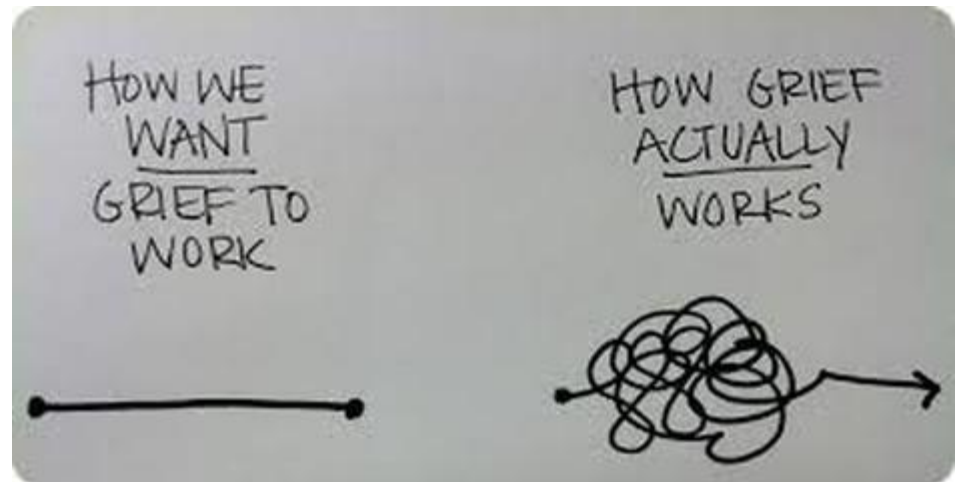 HOW WE
WANT
GRIEF TO
WORK
HOW GRIEF
ACTUALLY
WORKS